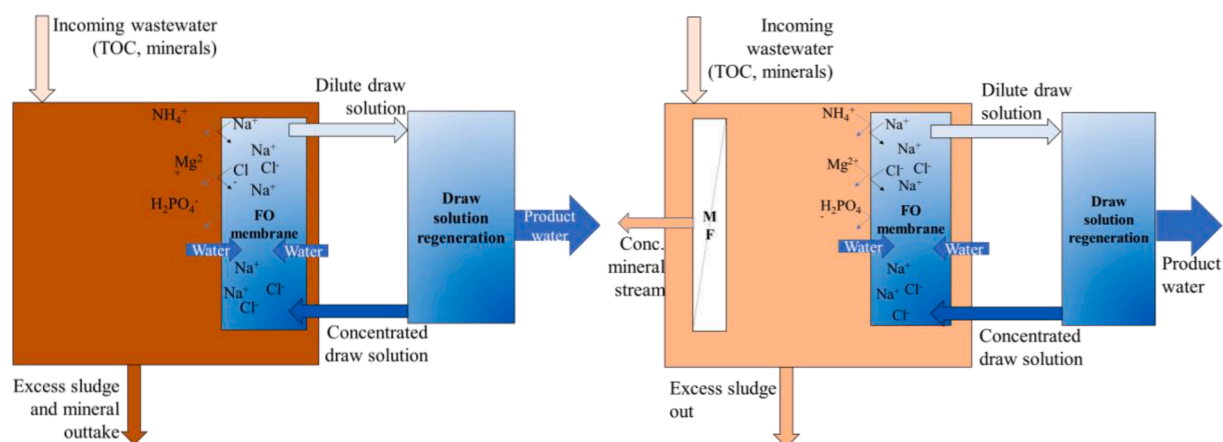 Incoming wastewater
(TOC, minerals)
Dilute draw
solution
NH₄⁺
Na⁺
Na⁺
Mg²
+
Cl
-
Cl⁻
Na⁺
H₂PO₄⁻
FO
membrane
Water
Water
Na⁺
Na⁺
Cl⁻
Cl⁻
Draw
solution
regeneration
Product
water
Concentrated
draw solution
Excess sludge
and mineral
outtake
Incoming
wastewater
(TOC, minerals)
Dilute draw
solution
NH₄⁺
Na⁺
Na⁺
Mg²⁺
Cl⁻
Cl⁻
Na⁺
H₂PO₄
-
M
F
FO
membrane
Water
Water
Na⁺
Na⁺
Cl⁻
Cl⁻
Conc.
mineral
stream
Draw
solution
regeneration
Product
water
Concentrated
draw solution
Excess sludge
out